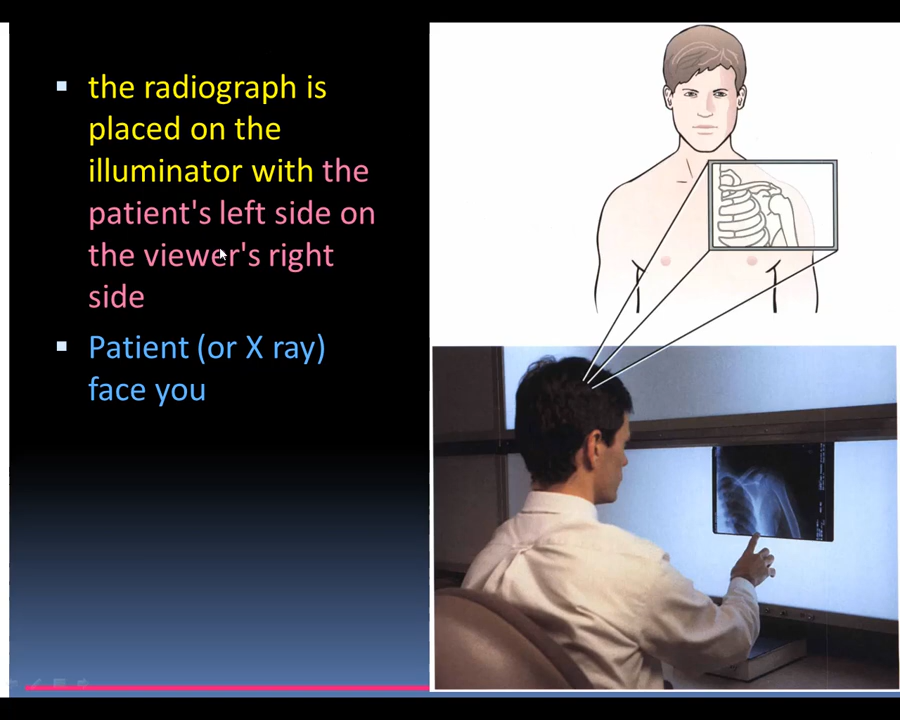 the radiograph is
placed on the
illuminator with the
patient's left side on
the viewer's right
side
Patient (or X ray)
face you